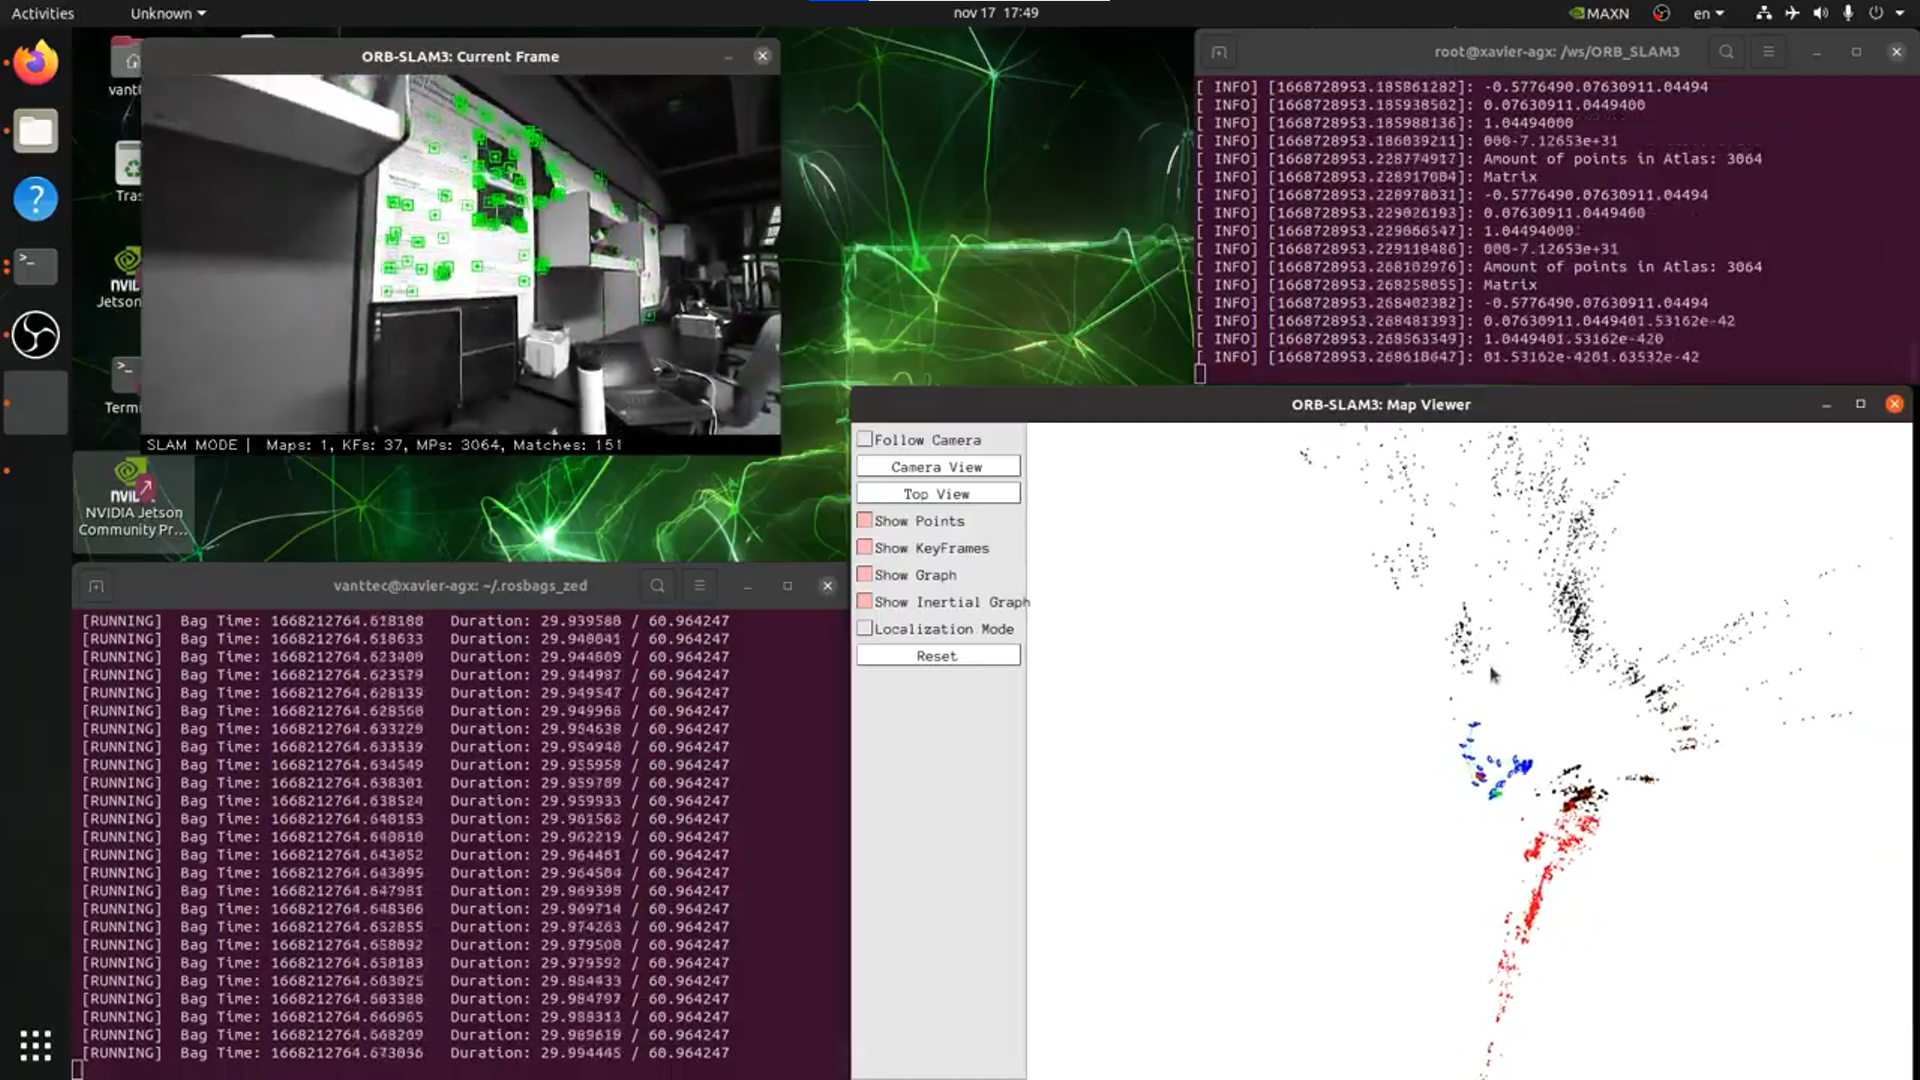 Activities
Unknown
nov 17 17:49
MAXN
en
ORB-SLAM3: Current Frame
SLAM MODE | Maps: 1, KFs: 37, MPs: 3064, Matches: 151
NVIDIA Jetson
Community Pr...
root@xavier-agx: /ws/ORB_SLAM3
[ INFO] [1668728953.185861282]: -0.5776490.07630911.04494
[ INFO] [1668728953.185938502]: 0.07630911.0449400
[ INFO] [1668728953.185988136]: 1.04494000
[ INFO] [1668728953.186039211]: 000-7.12653e+31
[ INFO] [1668728953.228774917]: Amount of points in Atlas: 3064
[ INFO] [1668728953.228917004]: Matrix
[ INFO] [1668728953.228978031]: -0.5776490.07630911.04494
[ INFO] [1668728953.229026193]: 0.07630911.0449400
[ INFO] [1668728953.229066547]: 1.04494000
[ INFO] [1668728953.229118486]: 000-7.12653e+31
[ INFO] [1668728953.268102976]: Amount of points in Atlas: 3064
[ INFO] [1668728953.268258055]: Matrix
[ INFO] [1668728953.268402382]: -0.5776490.07630911.04494
[ INFO] [1668728953.268481393]: 0.07630911.0449401.53162e-42
[ INFO] [1668728953.268563349]: 1.0449401.53162e-420
[ INFO] [1668728953.268618647]: 01.53162e-4201.63532e-42
ORB-SLAM3: Map Viewer
Follow Camera
Camera View
Top View
Show Points
Show KeyFrames
Show Graph
Show Inertial Graph
Localization Mode
Reset
vanttec@xavier-agx: ~/.rosbags_zed
[RUNNING] Bag Time: 1668212764.618180 Duration: 29.939580 / 60.964247
[RUNNING] Bag Time: 1668212764.618633 Duration: 29.940041 / 60.964247
[RUNNING] Bag Time: 1668212764.623409 Duration: 29.944809 / 60.964247
[RUNNING] Bag Time: 1668212764.623579 Duration: 29.944987 / 60.964247
[RUNNING] Bag Time: 1668212764.628139 Duration: 29.949547 / 60.964247
[RUNNING] Bag Time: 1668212764.628560 Duration: 29.949968 / 60.964247
[RUNNING] Bag Time: 1668212764.633229 Duration: 29.954638 / 60.964247
[RUNNING] Bag Time: 1668212764.633539 Duration: 29.954948 / 60.964247
[RUNNING] Bag Time: 1668212764.634549 Duration: 29.955958 / 60.964247
[RUNNING] Bag Time: 1668212764.638301 Duration: 29.959709 / 60.964247
[RUNNING] Bag Time: 1668212764.638524 Duration: 29.959933 / 60.964247
[RUNNING] Bag Time: 1668212764.640153 Duration: 29.961562 / 60.964247
[RUNNING] Bag Time: 1668212764.640810 Duration: 29.962219 / 60.964247
[RUNNING] Bag Time: 1668212764.643052 Duration: 29.964461 / 60.964247
[RUNNING] Bag Time: 1668212764.643095 Duration: 29.964504 / 60.964247
[RUNNING] Bag Time: 1668212764.647981 Duration: 29.969390 / 60.964247
[RUNNING] Bag Time: 1668212764.648306 Duration: 29.969714 / 60.964247
[RUNNING] Bag Time: 1668212764.652855 Duration: 29.974263 / 60.964247
[RUNNING] Bag Time: 1668212764.658092 Duration: 29.979500 / 60.964247
[RUNNING] Bag Time: 1668212764.658183 Duration: 29.979592 / 60.964247
[RUNNING] Bag Time: 1668212764.663025 Duration: 29.984433 / 60.964247
[RUNNING] Bag Time: 1668212764.663388 Duration: 29.984797 / 60.964247
[RUNNING] Bag Time: 1668212764.666905 Duration: 29.988313 / 60.964247
[RUNNING] Bag Time: 1668212764.668209 Duration: 29.989618 / 60.964247
[RUNNING] Bag Time: 1668212764.673036 Duration: 29.994445 / 60.964247